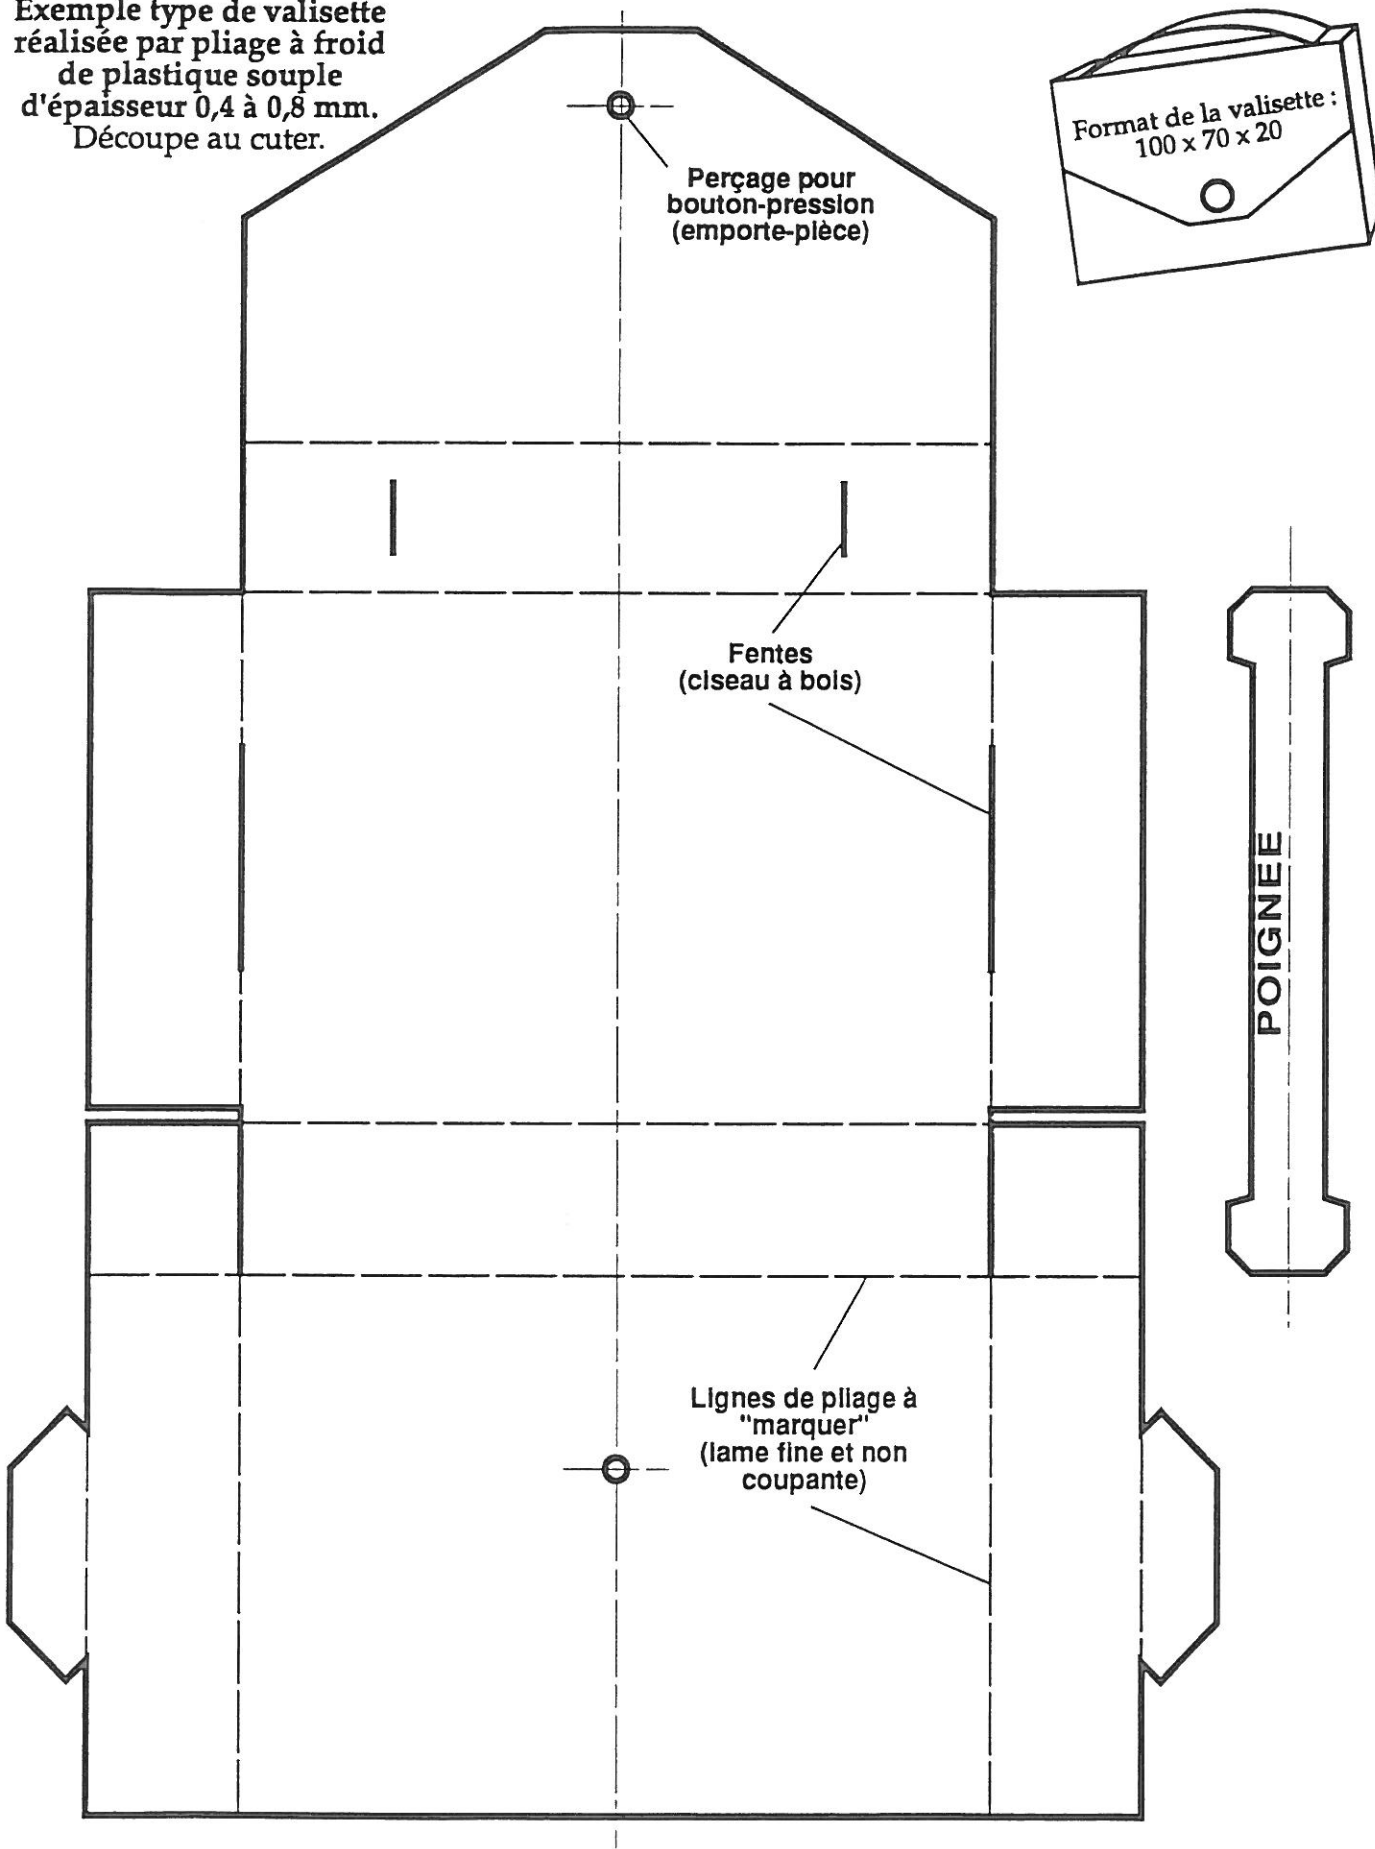 Exemple type de valisette
réalisée par pliage à froid
de plastique souple
d'épaisseur 0,4 à 0,8 mm.
Découpe au cuter.
Format de la valisette :
100 x 70 x 20
Perçage pour
bouton-pression
(emporte-pièce)
Fentes
(ciseau à bois)
POIGNEE
Lignes de pliage à
"marquer"
(lame fine et non
coupante)